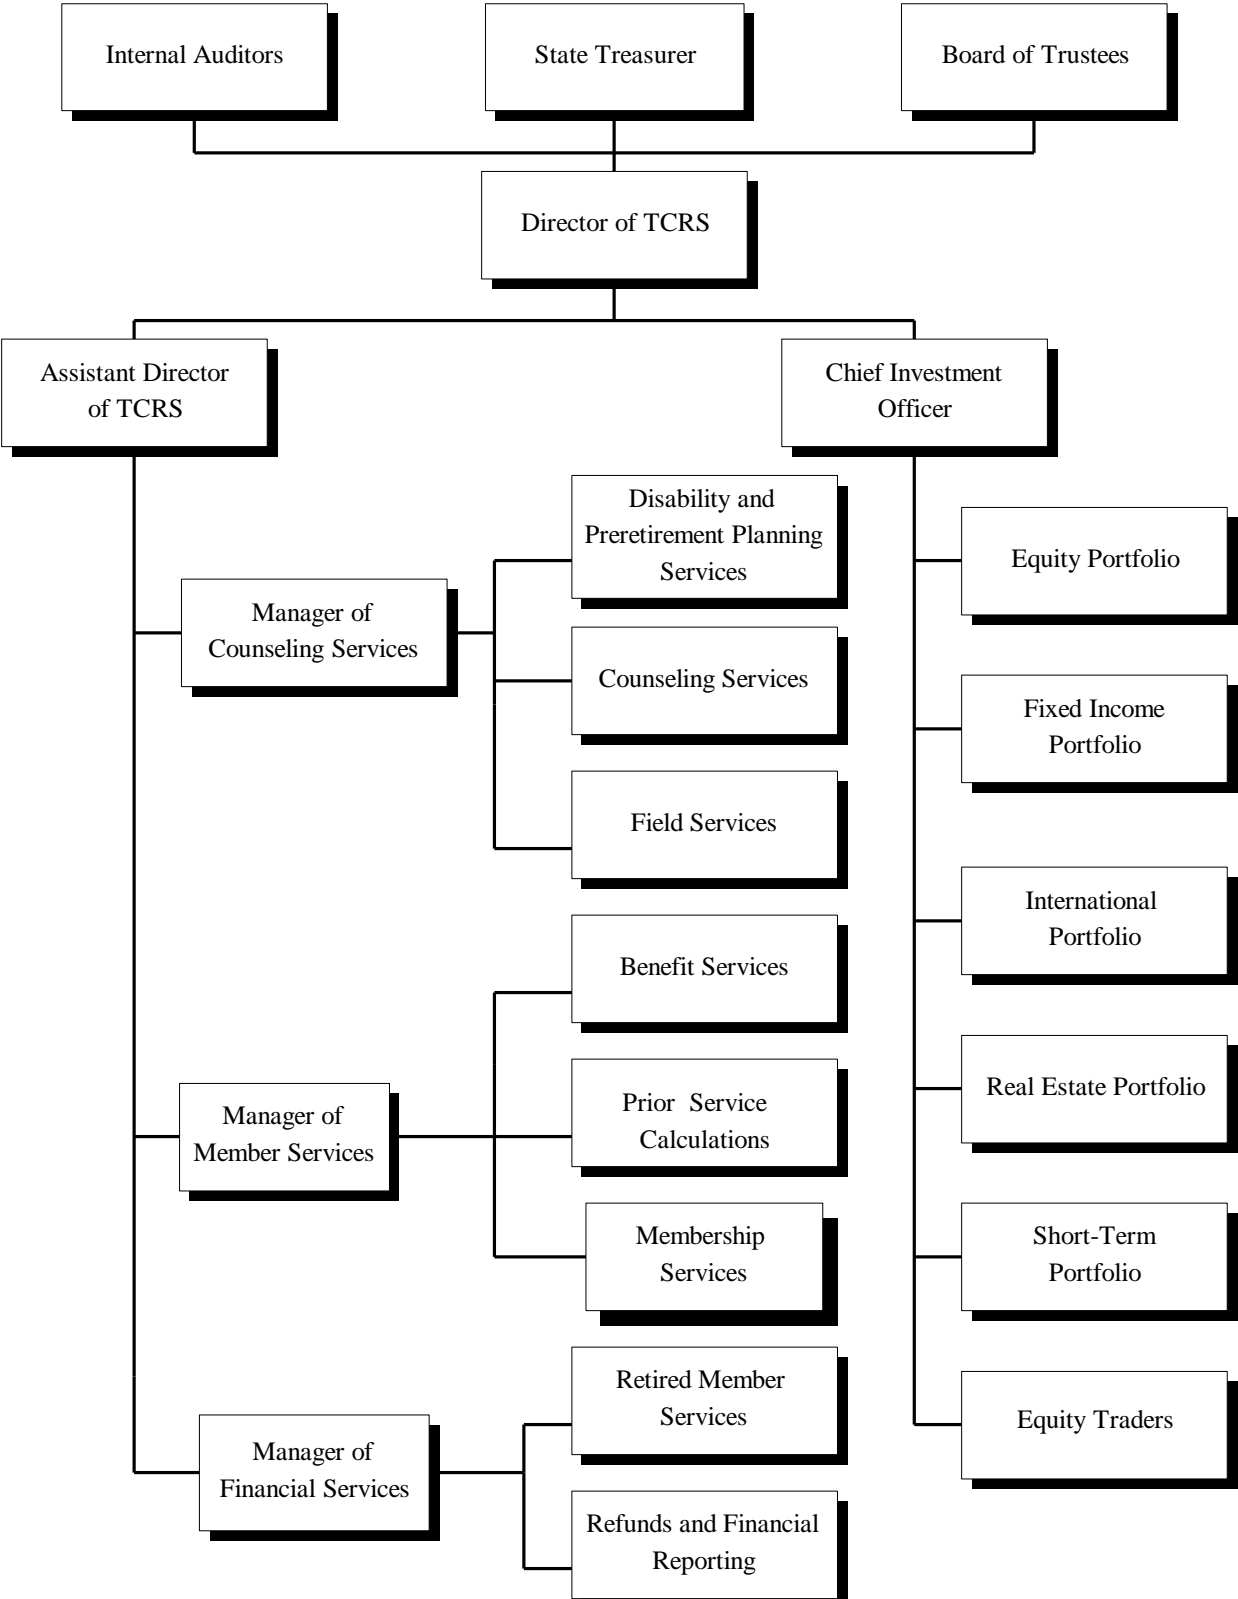 Internal Auditors
State Treasurer
Board of Trustees
Director of TCRS
Assistant Director
of TCRS
Chief Investment
Officer
Disability and
Preretirement Planning
Services
Manager of
Counseling Services
Counseling Services
Field Services
Benefit Services
Manager of
Member Services
Prior Service
Calculations
Membership
Services
Manager of
Financial Services
Retired Member
Services
Refunds and Financial
Reporting
Equity Portfolio
Fixed Income
Portfolio
International
Portfolio
Real Estate Portfolio
Short-Term
Portfolio
Equity Traders